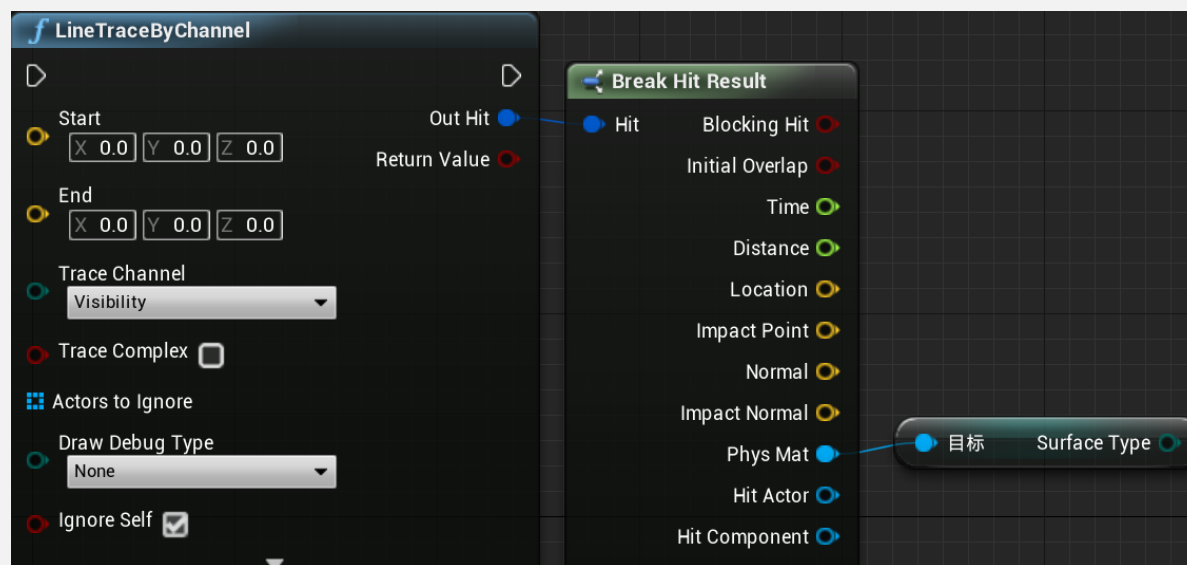 LineTraceByChannel
Start
X 0.0 Y 0.0 Z 0.0
End
X 0.0 Y 0.0 Z 0.0
Trace Channel
Visibility
Trace Complex
Actors to Ignore
Draw Debug Type
None
Ignore Self
Out Hit
Return Value
Break Hit Result
Hit
Blocking Hit
Initial Overlap
Time
Distance
Location
Impact Point
Normal
Impact Normal
Phys Mat
Hit Actor
Hit Component
目标 Surface Type